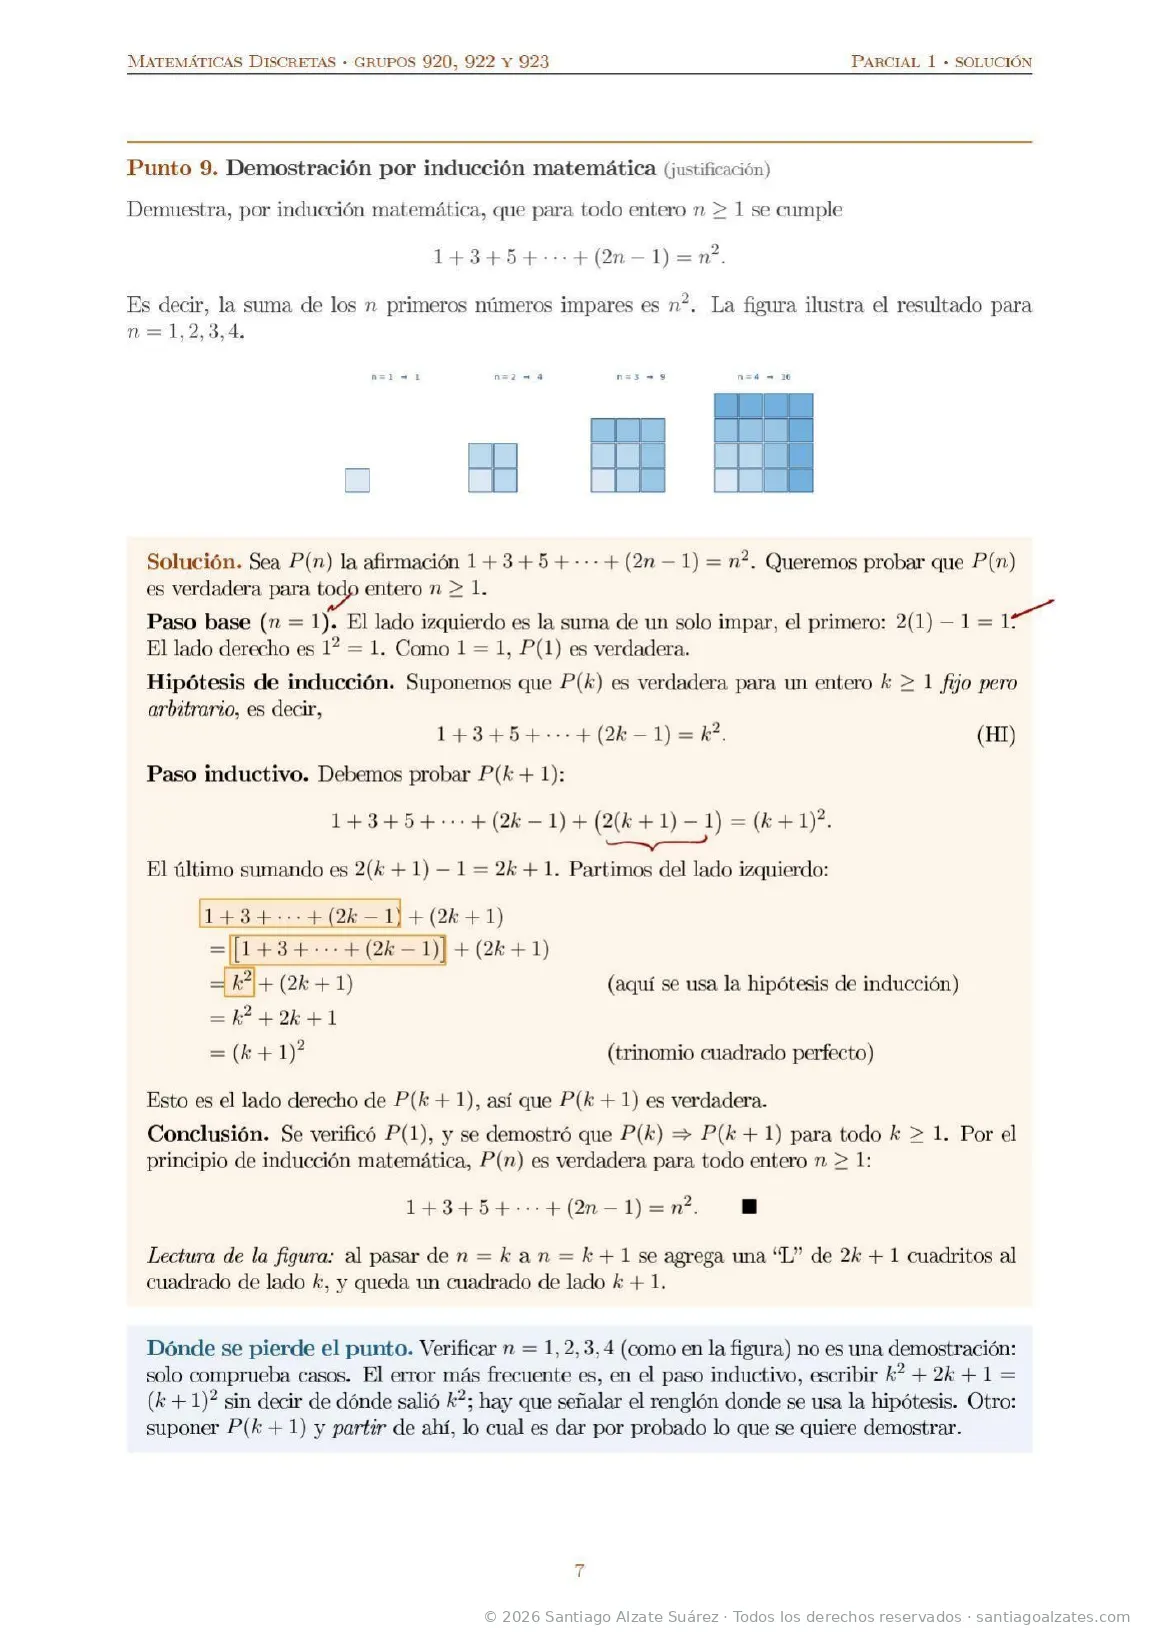 MATEMÁTICAS DISCRETAS · GRUPOS 920, 922 Y 923
PARCIAL 1 · SOLUCIÓN
Punto 9. Demostración por inducción matemática (justificación)
Demuestra, por inducción matemática, que para todo entero n ≥ 1 se cumple
1 + 3 + 5 + ··· + (2n − 1) = n².
Es decir, la suma de los n primeros números impares es n². La figura ilustra el resultado para
n = 1, 2, 3, 4.
n = 1 → 1
n = 2 → 4
n = 3 → 9
n = 4 → 16
Solución. Sea P(n) la afirmación 1 + 3 + 5 + ··· + (2n − 1) = n². Queremos probar que P(n)
es verdadera para todo entero n ≥ 1.
Paso base (n = 1). El lado izquierdo es la suma de un solo impar, el primero: 2(1) − 1 = 1.
El lado derecho es 1² = 1. Como 1 = 1, P(1) es verdadera.
Hipótesis de inducción. Suponemos que P(k) es verdadera para un entero k ≥ 1 fijo pero
arbitrario, es decir,
1 + 3 + 5 + ··· + (2k − 1) = k². (HI)
Paso inductivo. Debemos probar P(k + 1):
1 + 3 + 5 + ··· + (2k − 1) + (2(k + 1) − 1) = (k + 1)².
El último sumando es 2(k + 1) − 1 = 2k + 1. Partimos del lado izquierdo:
1 + 3 + ··· + (2k − 1) + (2k + 1)
= [1 + 3 + ··· + (2k − 1)] + (2k + 1)
= k² + (2k + 1) (aquí se usa la hipótesis de inducción)
= k² + 2k + 1
= (k + 1)² (trinomio cuadrado perfecto)
Esto es el lado derecho de P(k + 1), así que P(k + 1) es verdadera.
Conclusión. Se verificó P(1), y se demostró que P(k) ⇒ P(k + 1) para todo k ≥ 1. Por el
principio de inducción matemática, P(n) es verdadera para todo entero n ≥ 1:
1 + 3 + 5 + ··· + (2n − 1) = n². ■
Lectura de la figura: al pasar de n = k a n = k + 1 se agrega una “L” de 2k + 1 cuadritos al
cuadrado de lado k, y queda un cuadrado de lado k + 1.
Dónde se pierde el punto. Verificar n = 1, 2, 3, 4 (como en la figura) no es una demostración:
solo comprueba casos. El error más frecuente es, en el paso inductivo, escribir k² + 2k + 1 =
(k + 1)² sin decir de dónde salió k²; hay que señalar el renglón donde se usa la hipótesis. Otro:
suponer P(k + 1) y partir de ahí, lo cual es dar por probado lo que se quiere demostrar.
7
© 2026 Santiago Alzate Suárez · Todos los derechos reservados · santiagoalzates.com